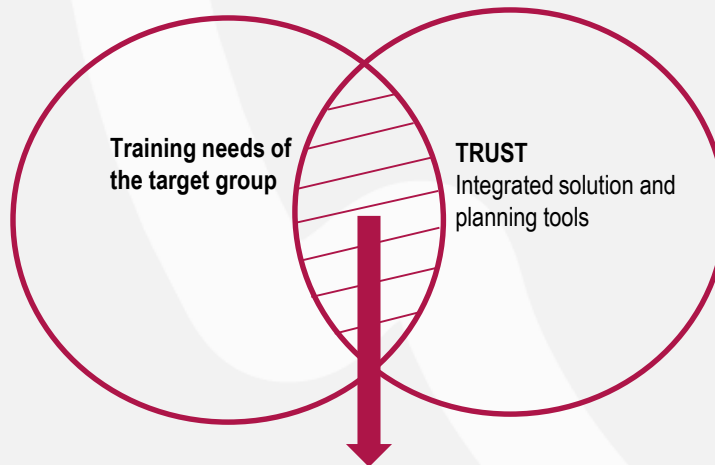 Training needs of
the target group
TRUST
Integrated solution and
planning tools